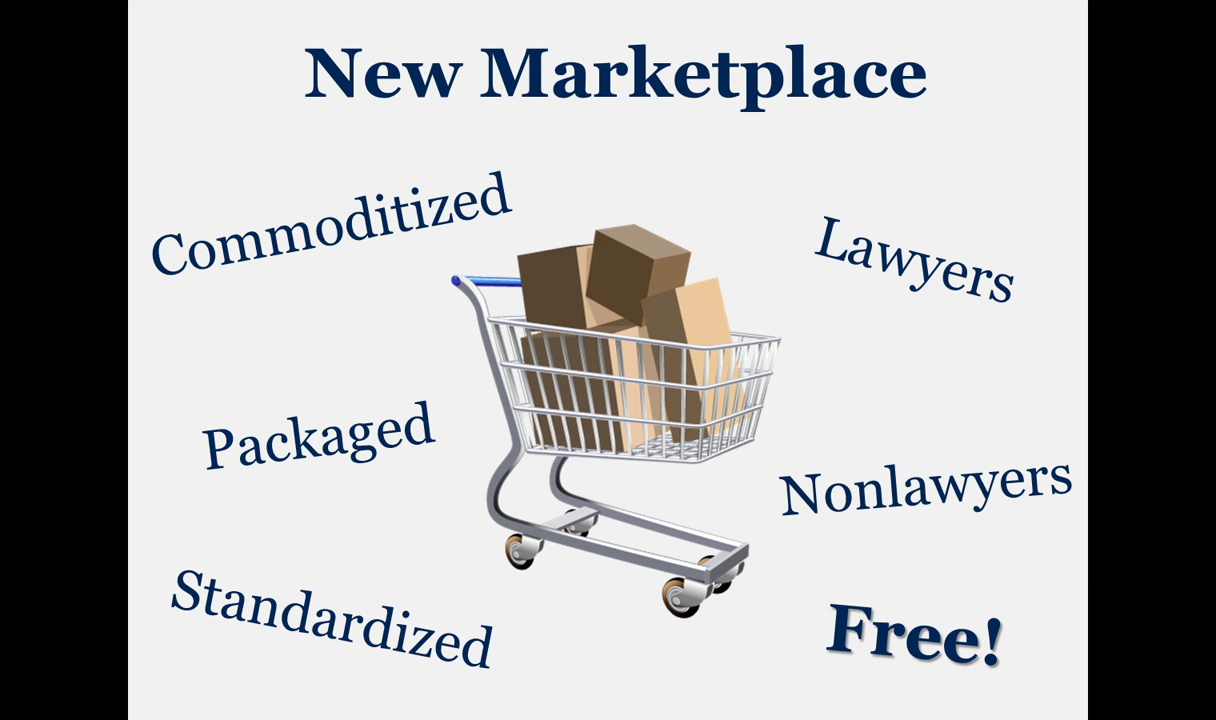 New Marketplace
Commoditized
Lawyers
Packaged
Nonlawyers
Standardized
Free!